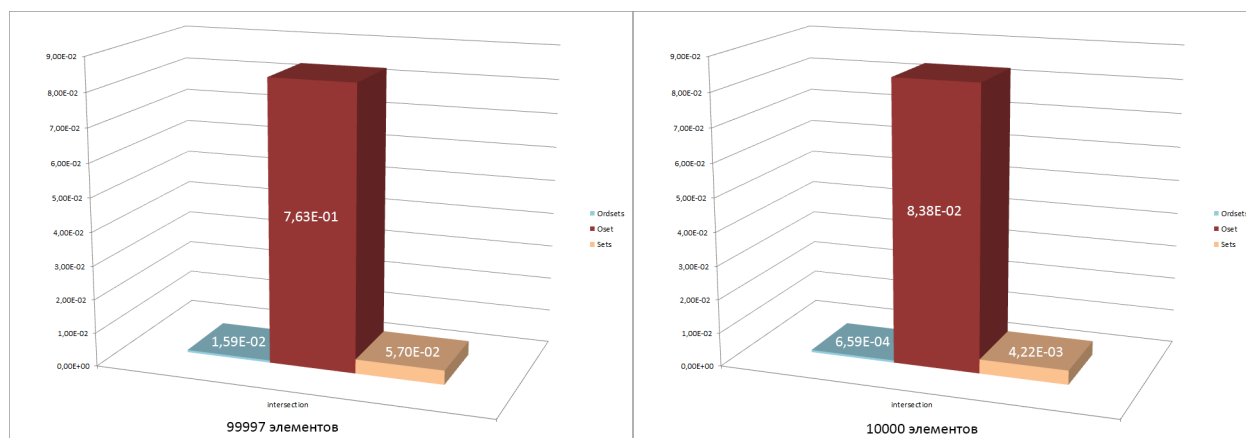 9,00E-02
8,00E-02
7,00E-02
6,00E-02
5,00E-02
4,00E-02
3,00E-02
2,00E-02
1,00E-02
0,00E+00
7,63E-01
1,59E-02
5,70E-02
Ordsets
Oset
Sets
intersection
99997 элементов
9,00E-02
8,00E-02
7,00E-02
6,00E-02
5,00E-02
4,00E-02
3,00E-02
2,00E-02
1,00E-02
0,00E+00
8,38E-02
6,59E-04
4,22E-03
Ordsets
Oset
Sets
intersection
10000 элементов